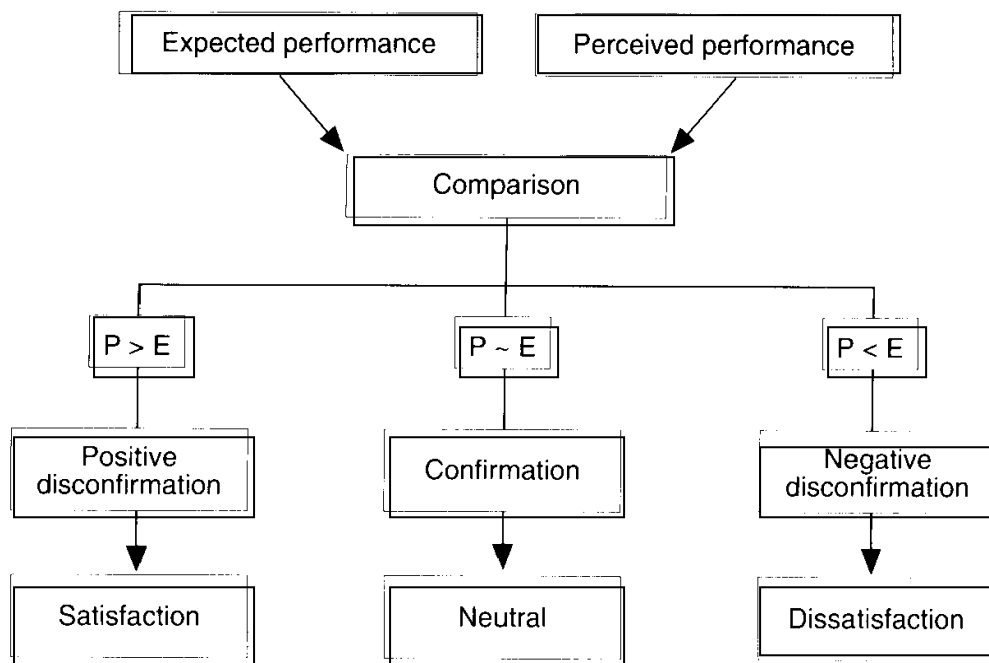 Expected performance
Perceived performance
Comparison
P > E
P ~ E
P < E
Positive
disconfirmation
Confirmation
Negative
disconfirmation
Satisfaction
Neutral
Dissatisfaction